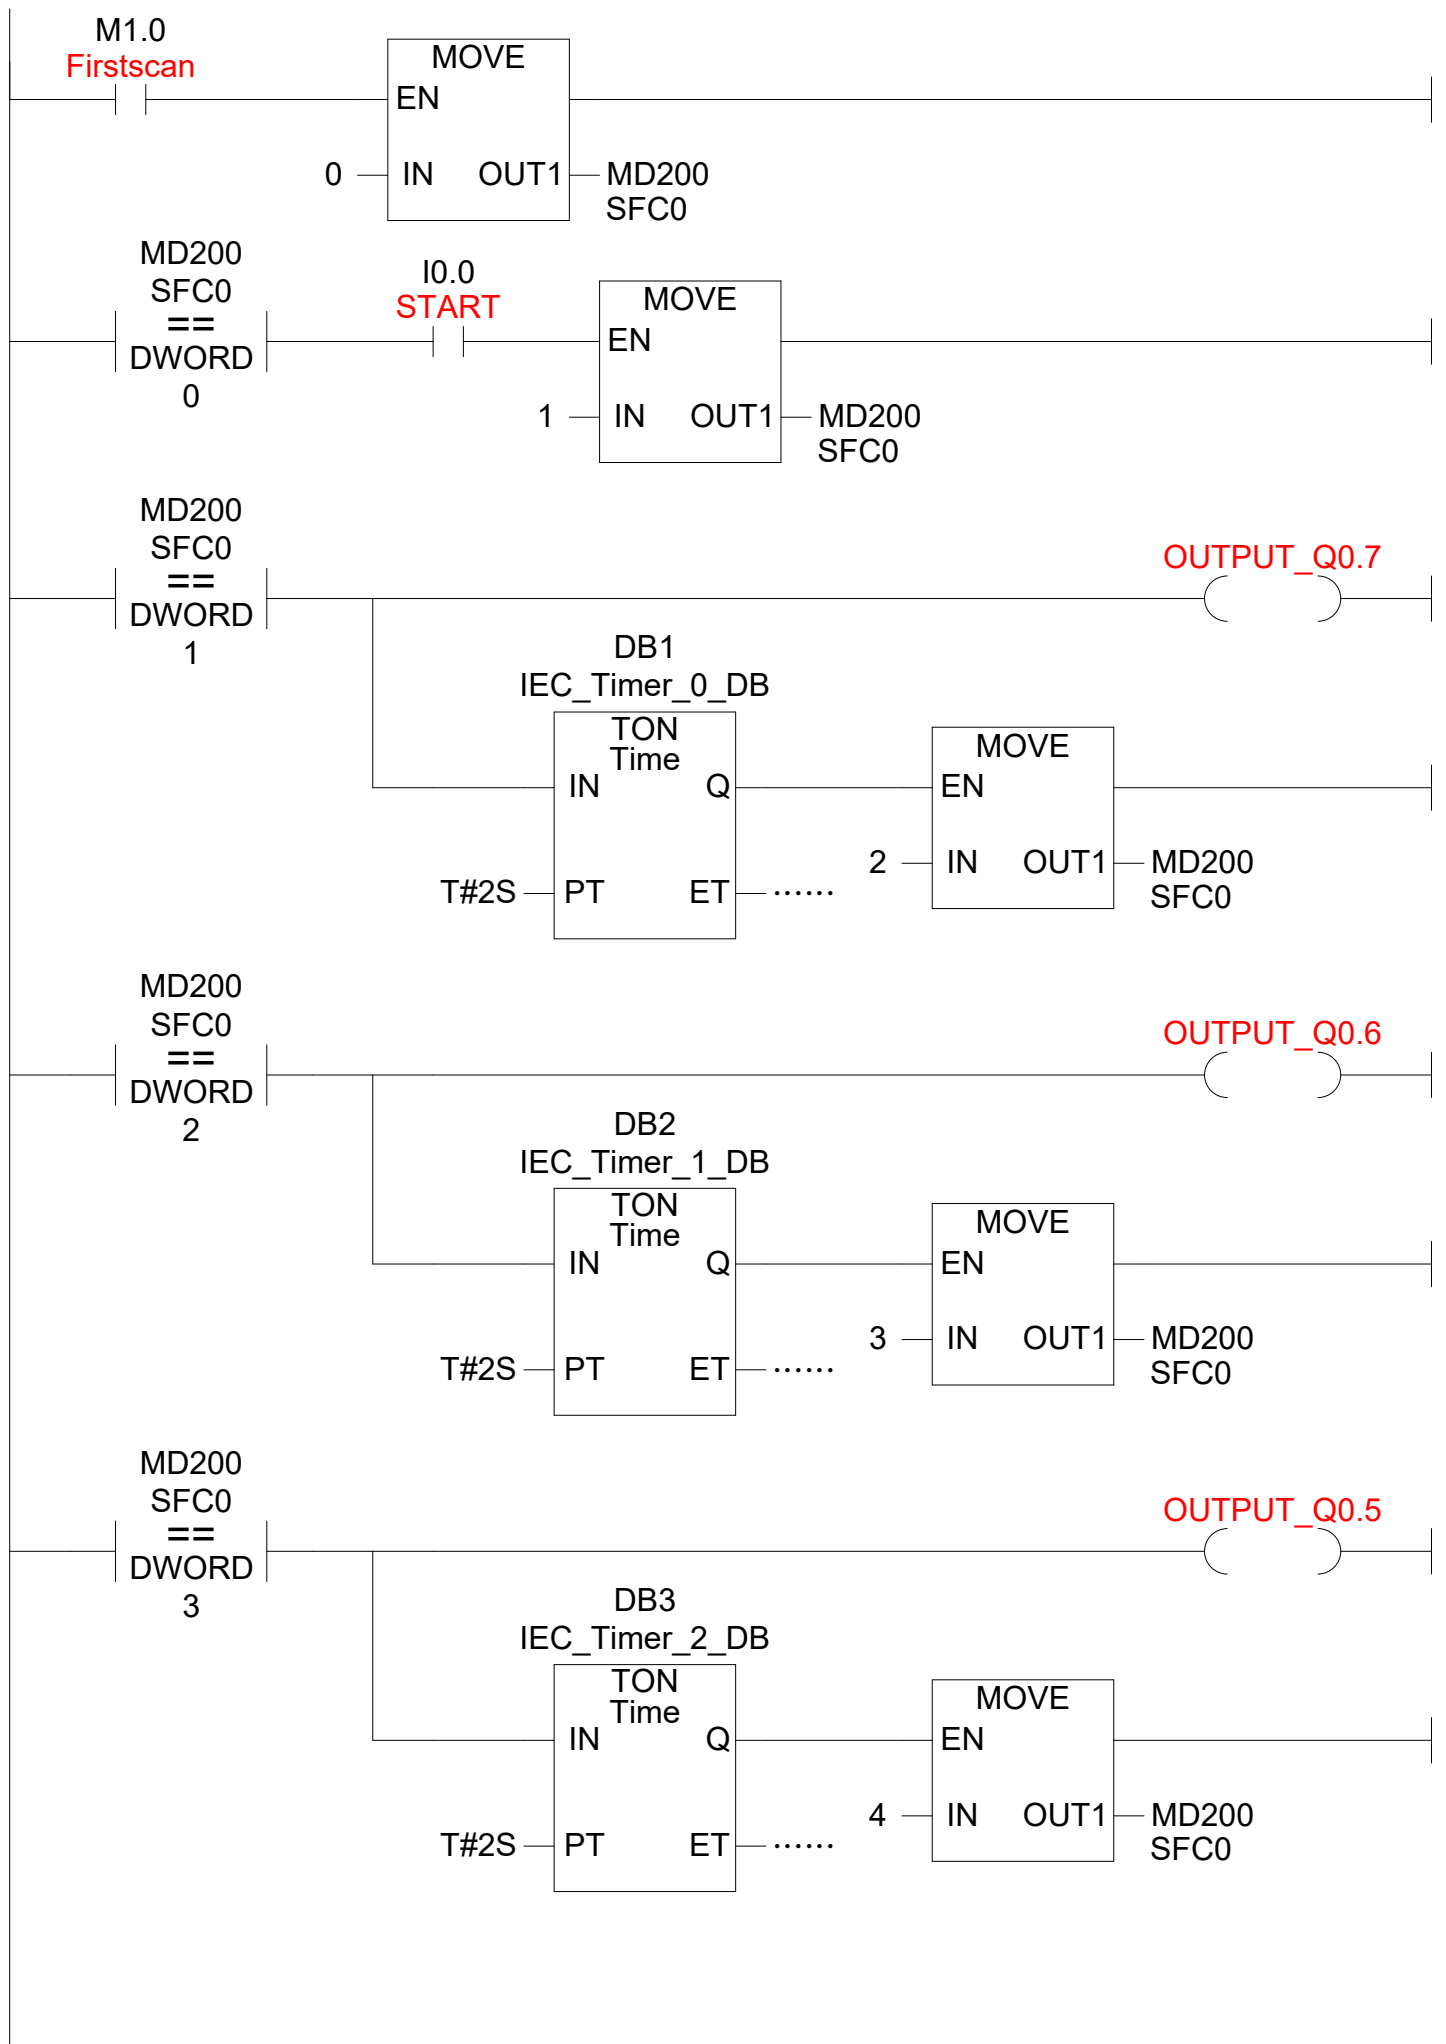 M1.0
Firstscan
MOVE
EN
0 IN OUT1 MD200
SFC0
MD200
SFC0
==
DWORD
0
I0.0
START
MOVE
EN
1 IN OUT1 MD200
SFC0
MD200
SFC0
==
DWORD
1
OUTPUT_Q0.7
DB1
IEC_Timer_0_DB
TON
Time
IN Q
T#2S PT ET ......
MOVE
EN
2 IN OUT1 MD200
SFC0
MD200
SFC0
==
DWORD
2
OUTPUT_Q0.6
DB2
IEC_Timer_1_DB
TON
Time
IN Q
T#2S PT ET ......
MOVE
EN
3 IN OUT1 MD200
SFC0
MD200
SFC0
==
DWORD
3
OUTPUT_Q0.5
DB3
IEC_Timer_2_DB
TON
Time
IN Q
T#2S PT ET ......
MOVE
EN
4 IN OUT1 MD200
SFC0